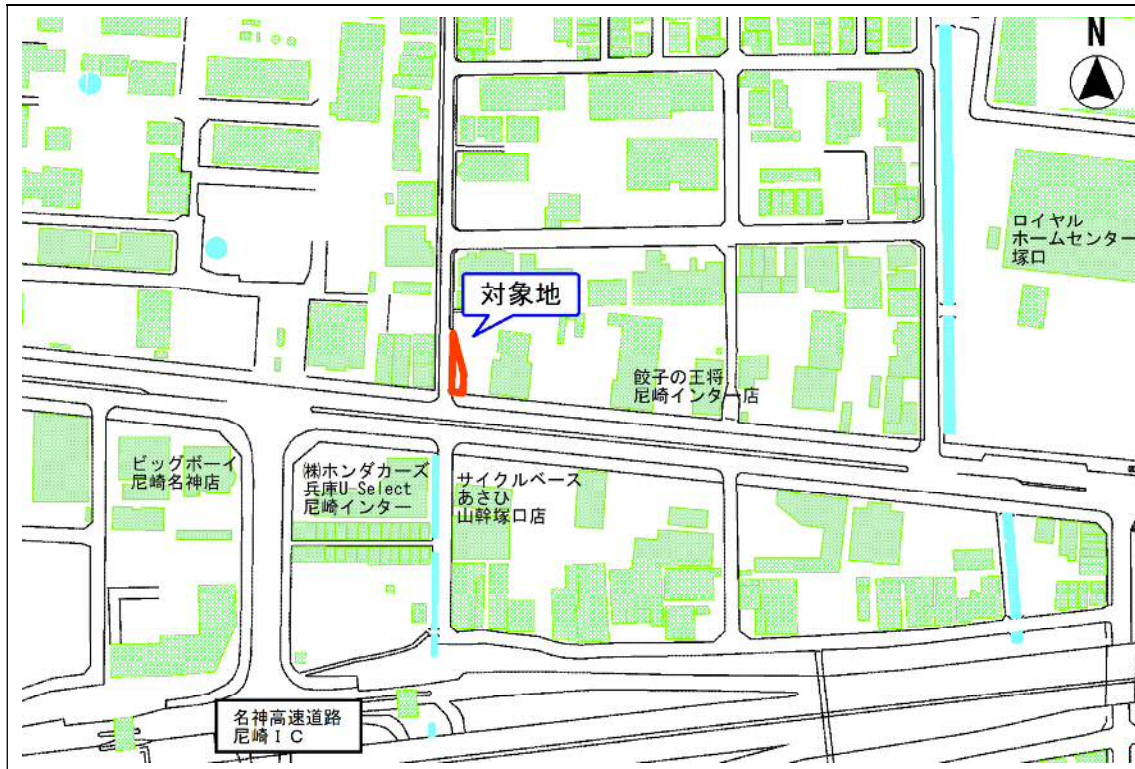 N
ロイヤル
ホームセンター
塚口
対象地
餃子の王将
尼崎インター店
ビッグボーイ
尼崎名神店
㈱ホンダカーズ
兵庫U-Select
尼崎インター
サイクルベース
あさひ
山幹塚口店
名神高速道路
尼崎IC